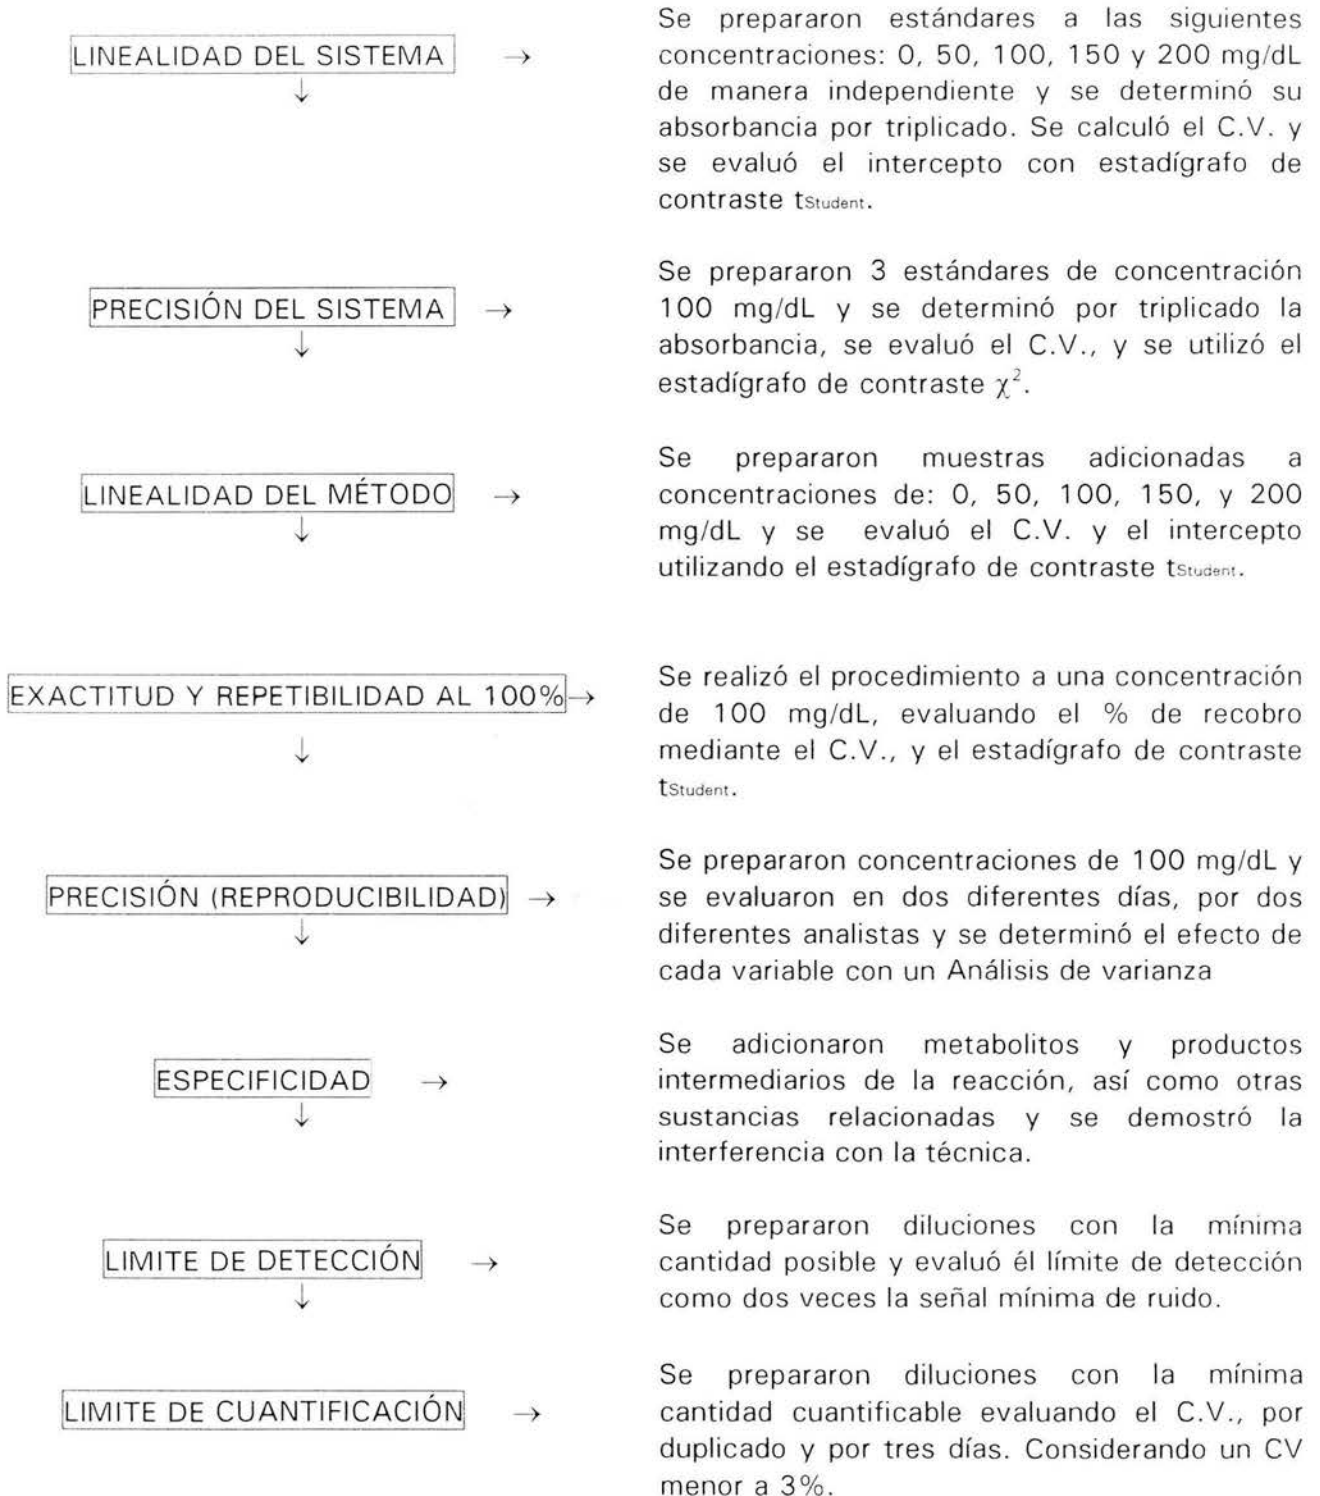 LINEALIDAD DEL SISTEMA →
↓
Se prepararon estándares a las siguientes
concentraciones: 0, 50, 100, 150 y 200 mg/dL
de manera independiente y se determinó su
absorbancia por triplicado. Se calculó el C.V. y
se evaluó el intercepto con estadígrafo de
contraste tStudent.
PRECISIÓN DEL SISTEMA →
↓
Se prepararon 3 estándares de concentración
100 mg/dL y se determinó por triplicado la
absorbancia, se evaluó el C.V., y se utilizó el
estadígrafo de contraste χ².
LINEALIDAD DEL MÉTODO →
↓
Se prepararon muestras adicionadas a
concentraciones de: 0, 50, 100, 150, y 200
mg/dL y se evaluó el C.V. y el intercepto
utilizando el estadígrafo de contraste tStudent.
EXACTITUD Y REPETIBILIDAD AL 100% →
↓
Se realizó el procedimiento a una concentración
de 100 mg/dL, evaluando el % de recobro
mediante el C.V., y el estadígrafo de contraste
tStudent.
PRECISIÓN (REPRODUCIBILIDAD) →
↓
Se prepararon concentraciones de 100 mg/dL y
se evaluaron en dos diferentes días, por dos
diferentes analistas y se determinó el efecto de
cada variable con un Análisis de varianza
ESPECIFICIDAD →
↓
Se adicionaron metabolitos y productos
intermediarios de la reacción, así como otras
sustancias relacionadas y se demostró la
interferencia con la técnica.
LIMITE DE DETECCIÓN →
↓
Se prepararon diluciones con la mínima
cantidad posible y evaluó él límite de detección
como dos veces la señal mínima de ruido.
LIMITE DE CUANTIFICACIÓN →
Se prepararon diluciones con la mínima
cantidad cuantificable evaluando el C.V., por
duplicado y por tres días. Considerando un CV
menor a 3%.